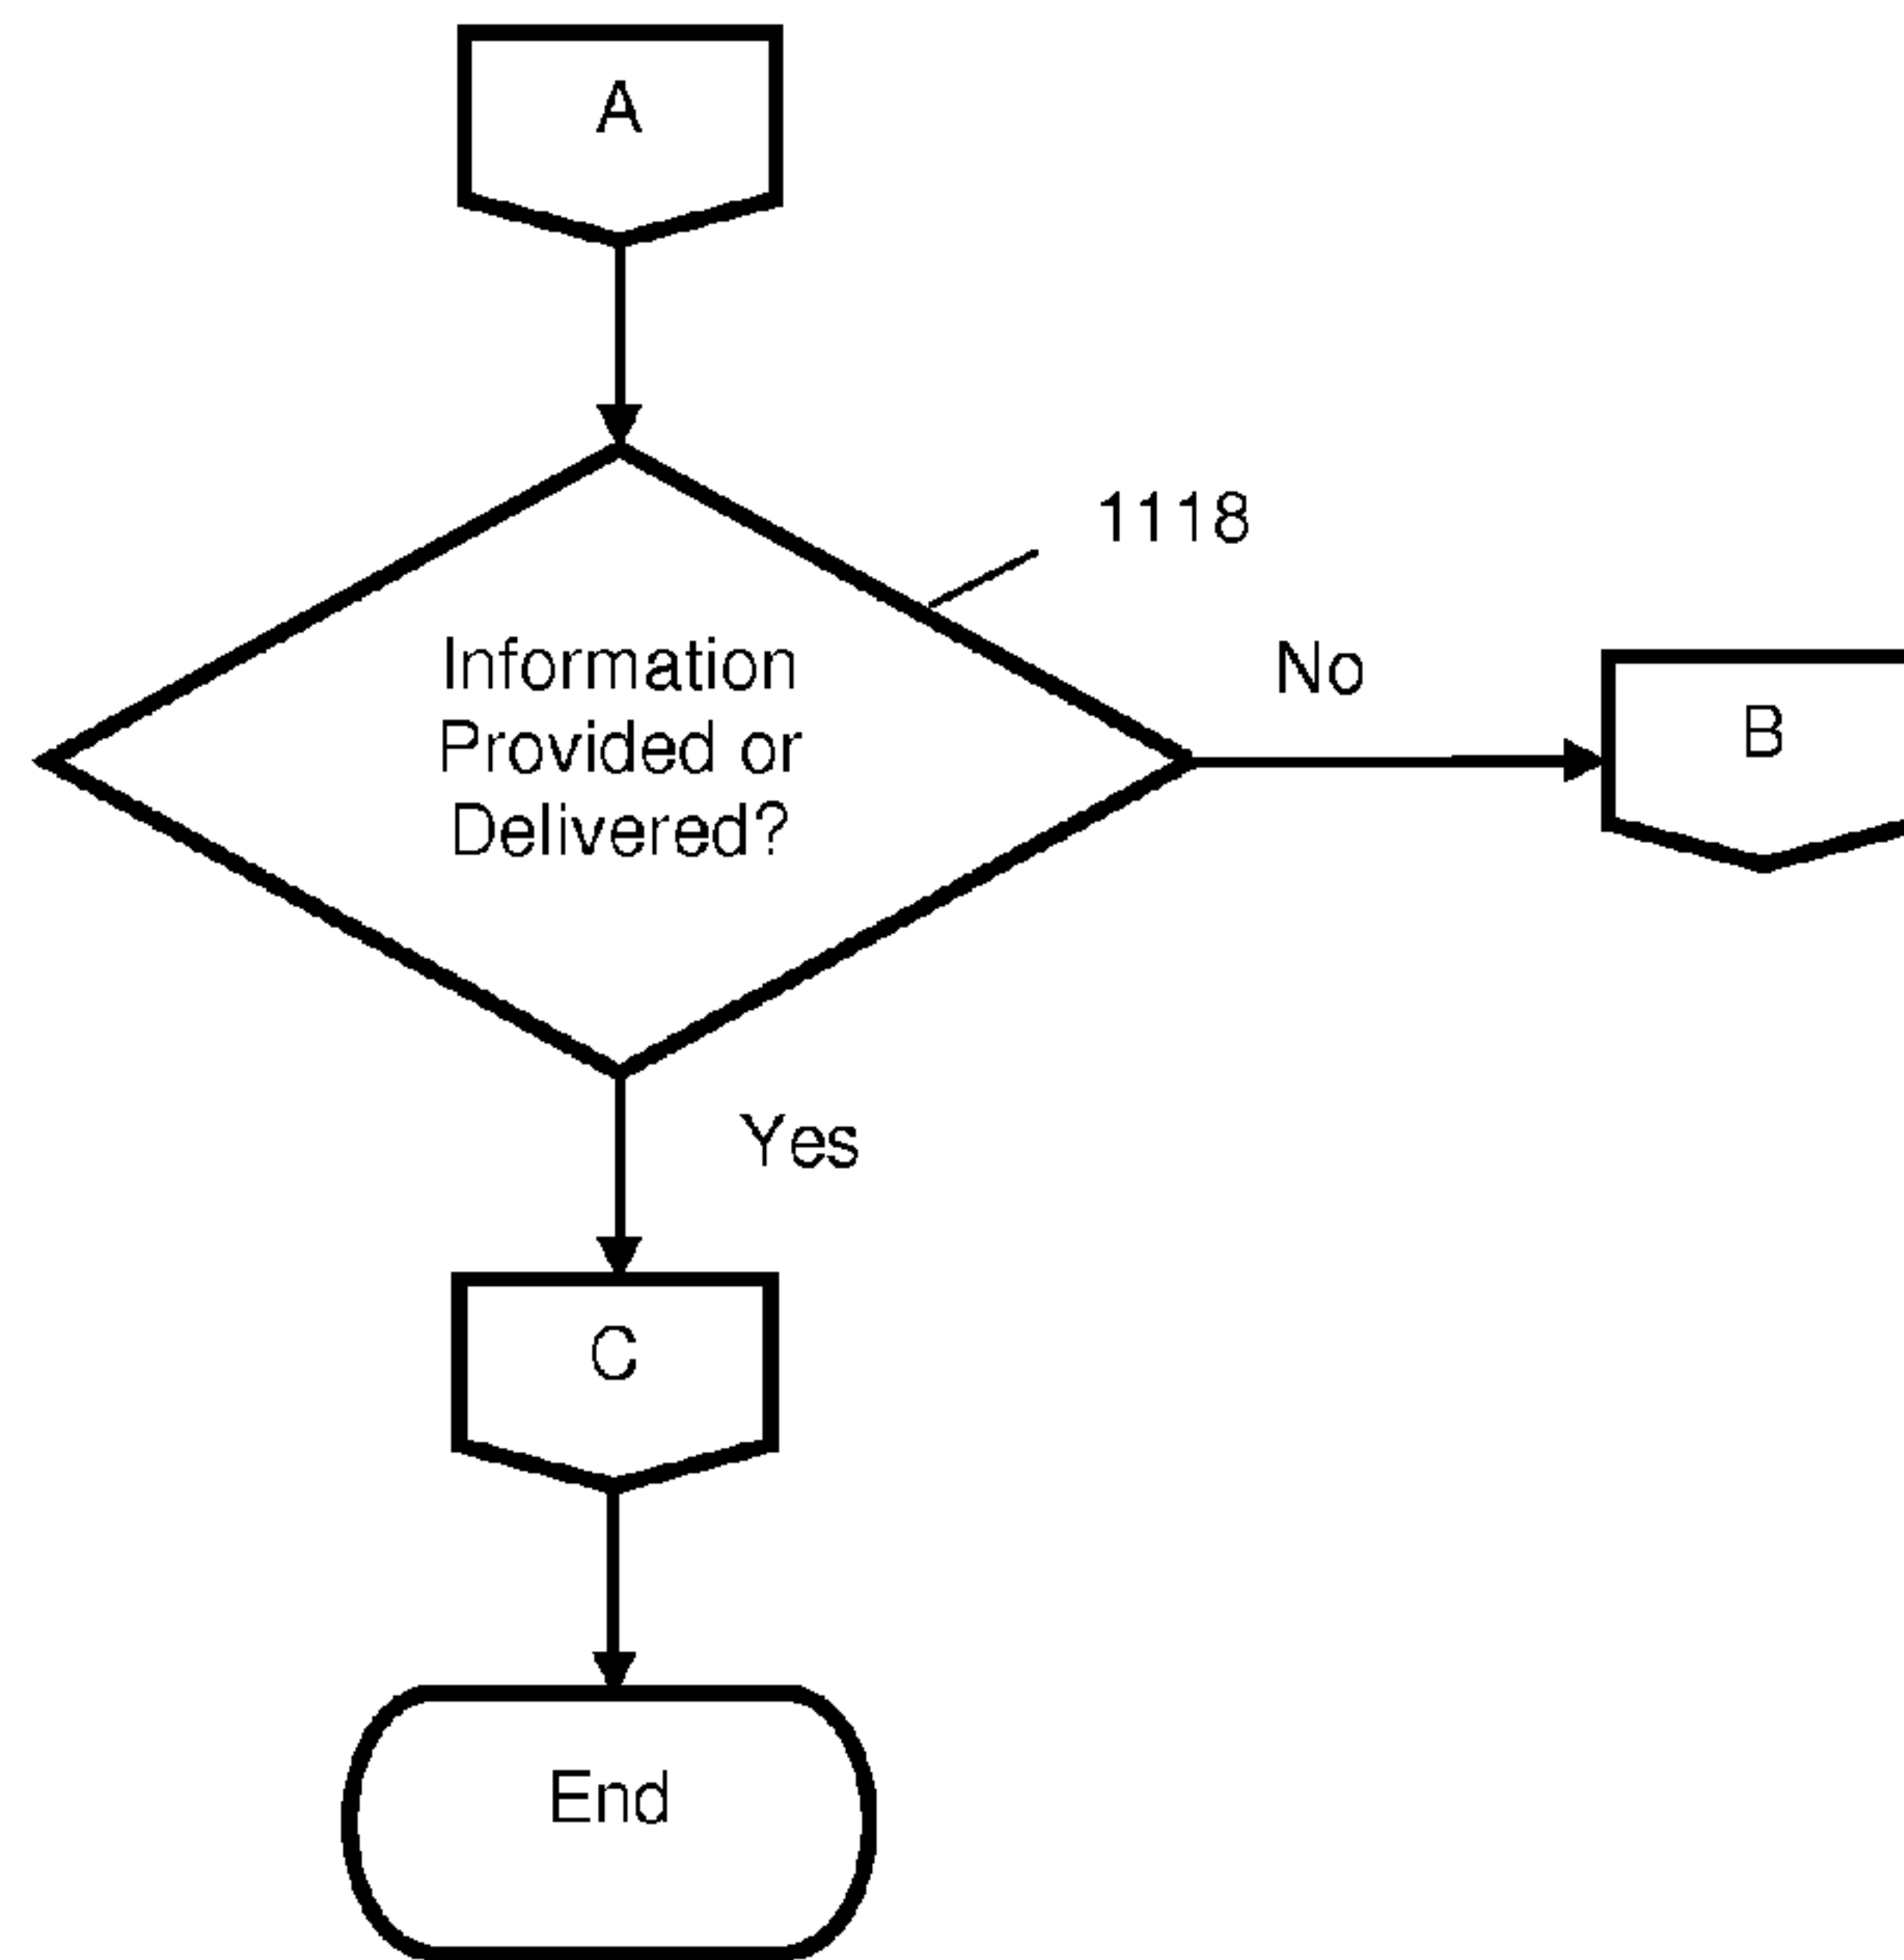 A
1118
Information
Provided or
Delivered?
No
B
Yes
C
End